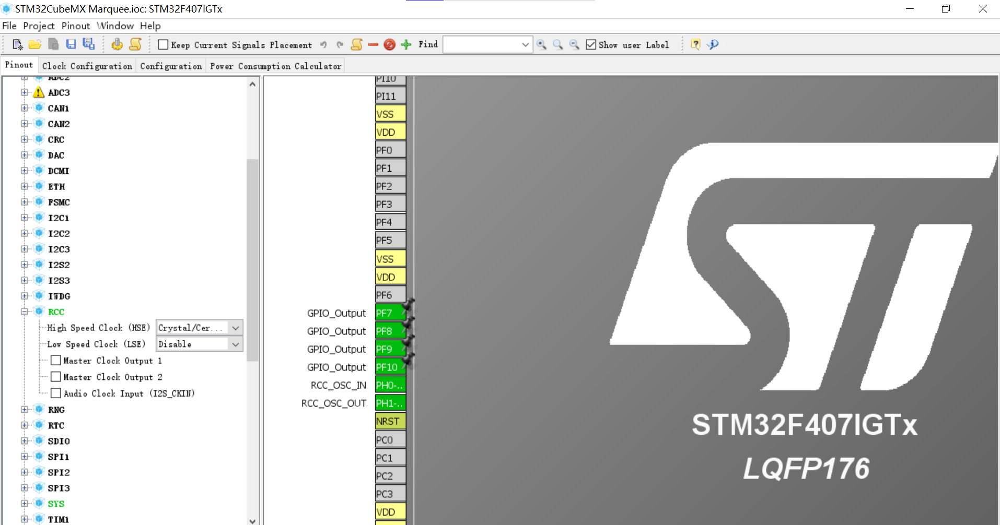 STM32CubeMX Marquee.ioc: STM32F407IGTx
File Project Pinout Window Help
Keep Current Signals Placement Find Show user Label
Pinout Clock Configuration Configuration Power Consumption Calculator
ADC2
ADC3
CAN1
CAN2
CRC
DAC
DCMI
ETH
FSMC
I2C1
I2C2
I2C3
I2S2
I2S3
IWDG
RCC
High Speed Clock (HSE) Crystal/Cer...
Low Speed Clock (LSE) Disable
Master Clock Output 1
Master Clock Output 2
Audio Clock Input (I2S_CKIN)
RNG
RTC
SDIO
SPI1
SPI2
SPI3
SYS
TIM1
PI10
PI11
VSS
VDD
PF0
PF1
PF2
PF3
PF4
PF5
VSS
VDD
PF6
GPIO_Output PF7
GPIO_Output PF8
GPIO_Output PF9
GPIO_Output PF10
RCC_OSC_IN PH0-..
RCC_OSC_OUT PH1-..
NRST
PC0
PC1
PC2
PC3
VDD
STM32F407IGTx
LQFP176